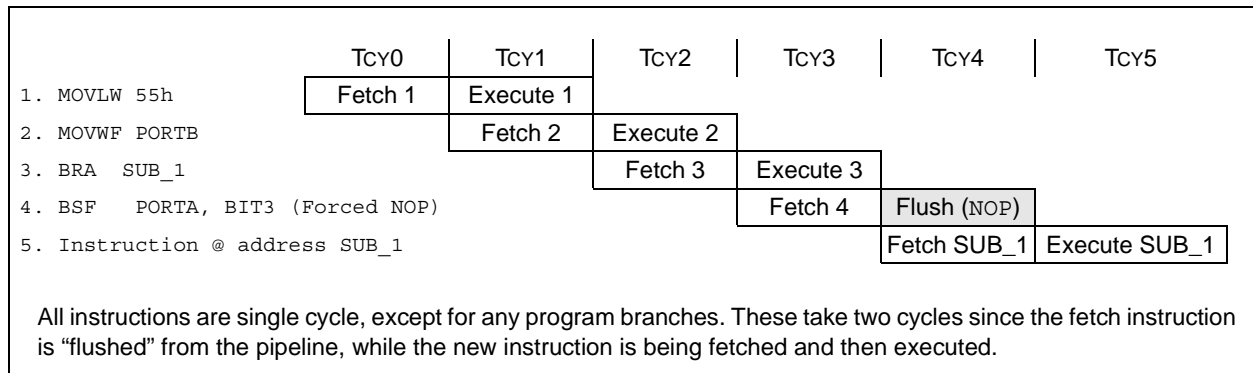 TCY0 TCY1 TCY2 TCY3 TCY4 TCY5
1. MOVLW 55h Fetch 1 Execute 1
2. MOVWF PORTB Fetch 2 Execute 2
3. BRA SUB_1 Fetch 3 Execute 3
4. BSF PORTA, BIT3 (Forced NOP) Fetch 4 Flush (NOP)
5. Instruction @ address SUB_1 Fetch SUB_1 Execute SUB_1
All instructions are single cycle, except for any program branches. These take two cycles since the fetch instruction
is “flushed” from the pipeline, while the new instruction is being fetched and then executed.